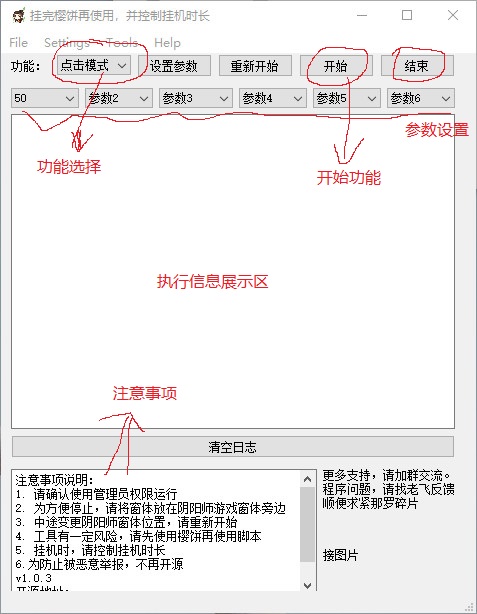 挂完樱饼再使用，并控制挂机时长
File Settings Tools Help
功能： 点击模式 设置参数 重新开始 开始 结束
50 参数2 参数3 参数4 参数5 参数6
参数设置
功能选择
开始功能
执行信息展示区
注意事项
清空日志
注意事项说明：
1. 请确认使用管理员权限运行
2. 为方便停止，请将窗体放在阴阳师游戏窗体旁边
3. 中途变更阴阳师窗体位置，请重新开始
4. 工具有一定风险，请先使用樱饼再使用脚本
5. 挂机时，请控制挂机时长
6.为防止被恶意举报，不再开源
v1.0.3
开源地址:
更多支持，请加群交流。
程序问题，请找老飞反馈
顺便求紧那罗碎片
接图片